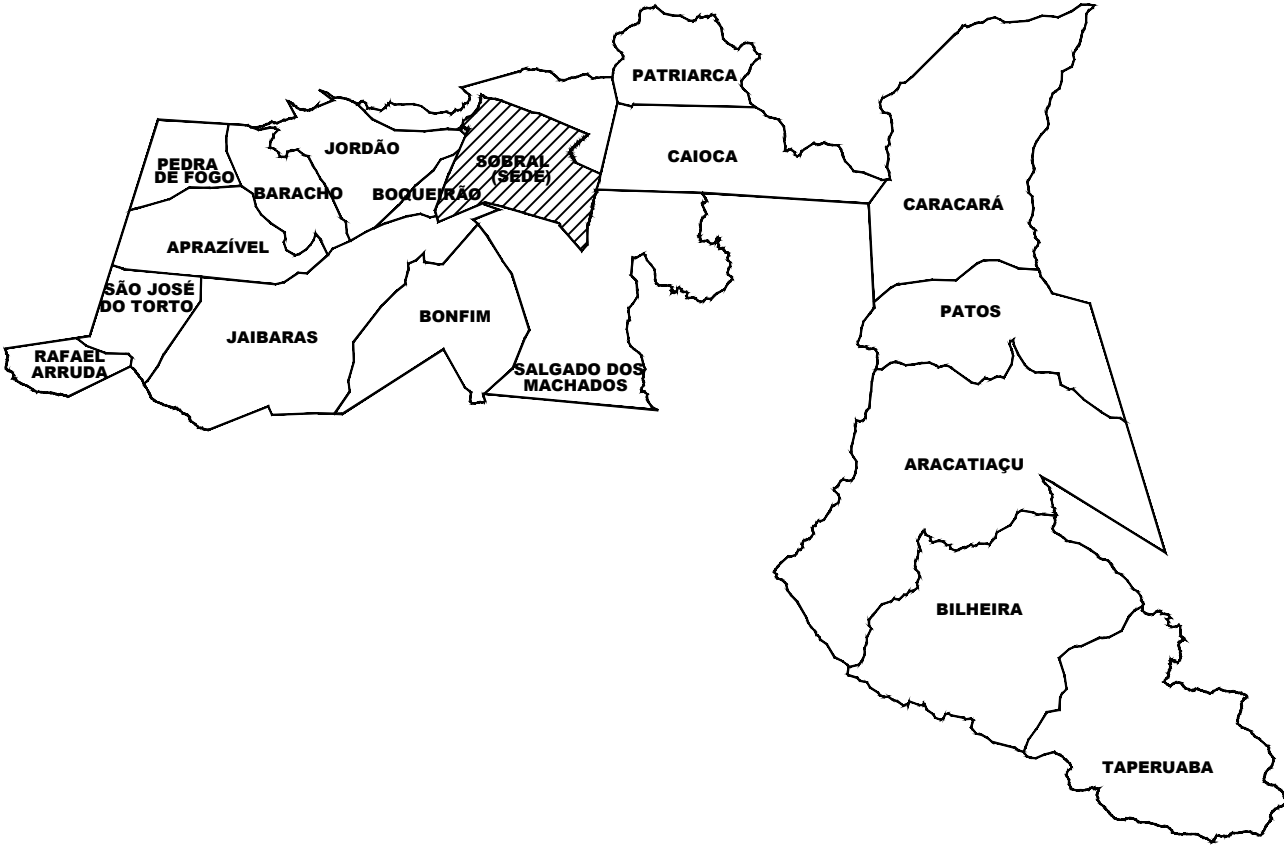 PATRIARCA
JORDÃO
CAIOCA
SOBRAL
(SEDE)
PEDRA
DE FOGO
BARACHO
BOQUEIRÃO
CARACARÁ
APRAZÍVEL
SÃO JOSÉ
DO TORTO
JAIBARAS
BONFIM
PATOS
RAFAEL
ARRUDA
SALGADO DOS
MACHADOS
ARACATIAÇU
BILHEIRA
TAPERUABA